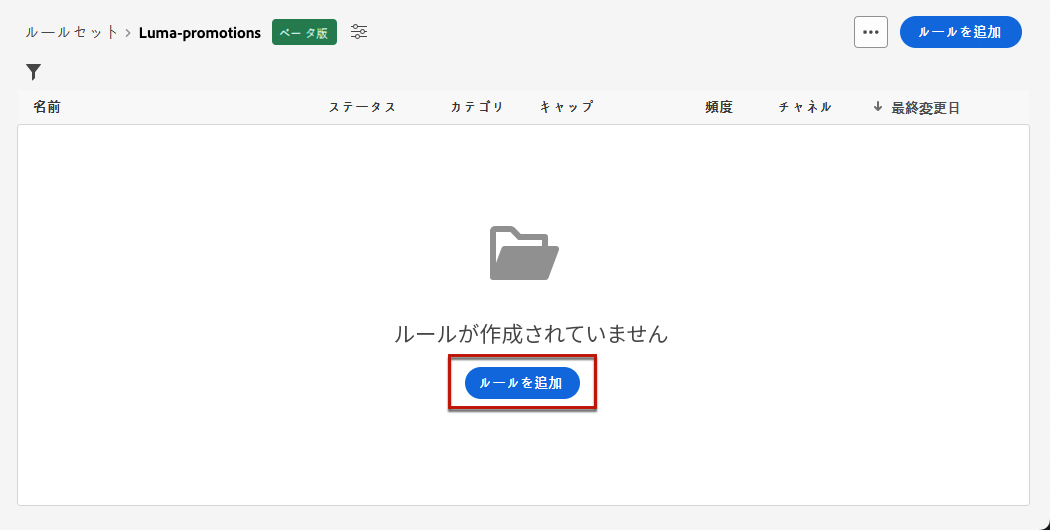 ルールセット > Luma-promotions ベータ版 ••• ルールを追加
名前 ステータス カテゴリ キャップ 頻度 チャネル ↓ 最終変更日
ルールが作成されていません
ルールを追加